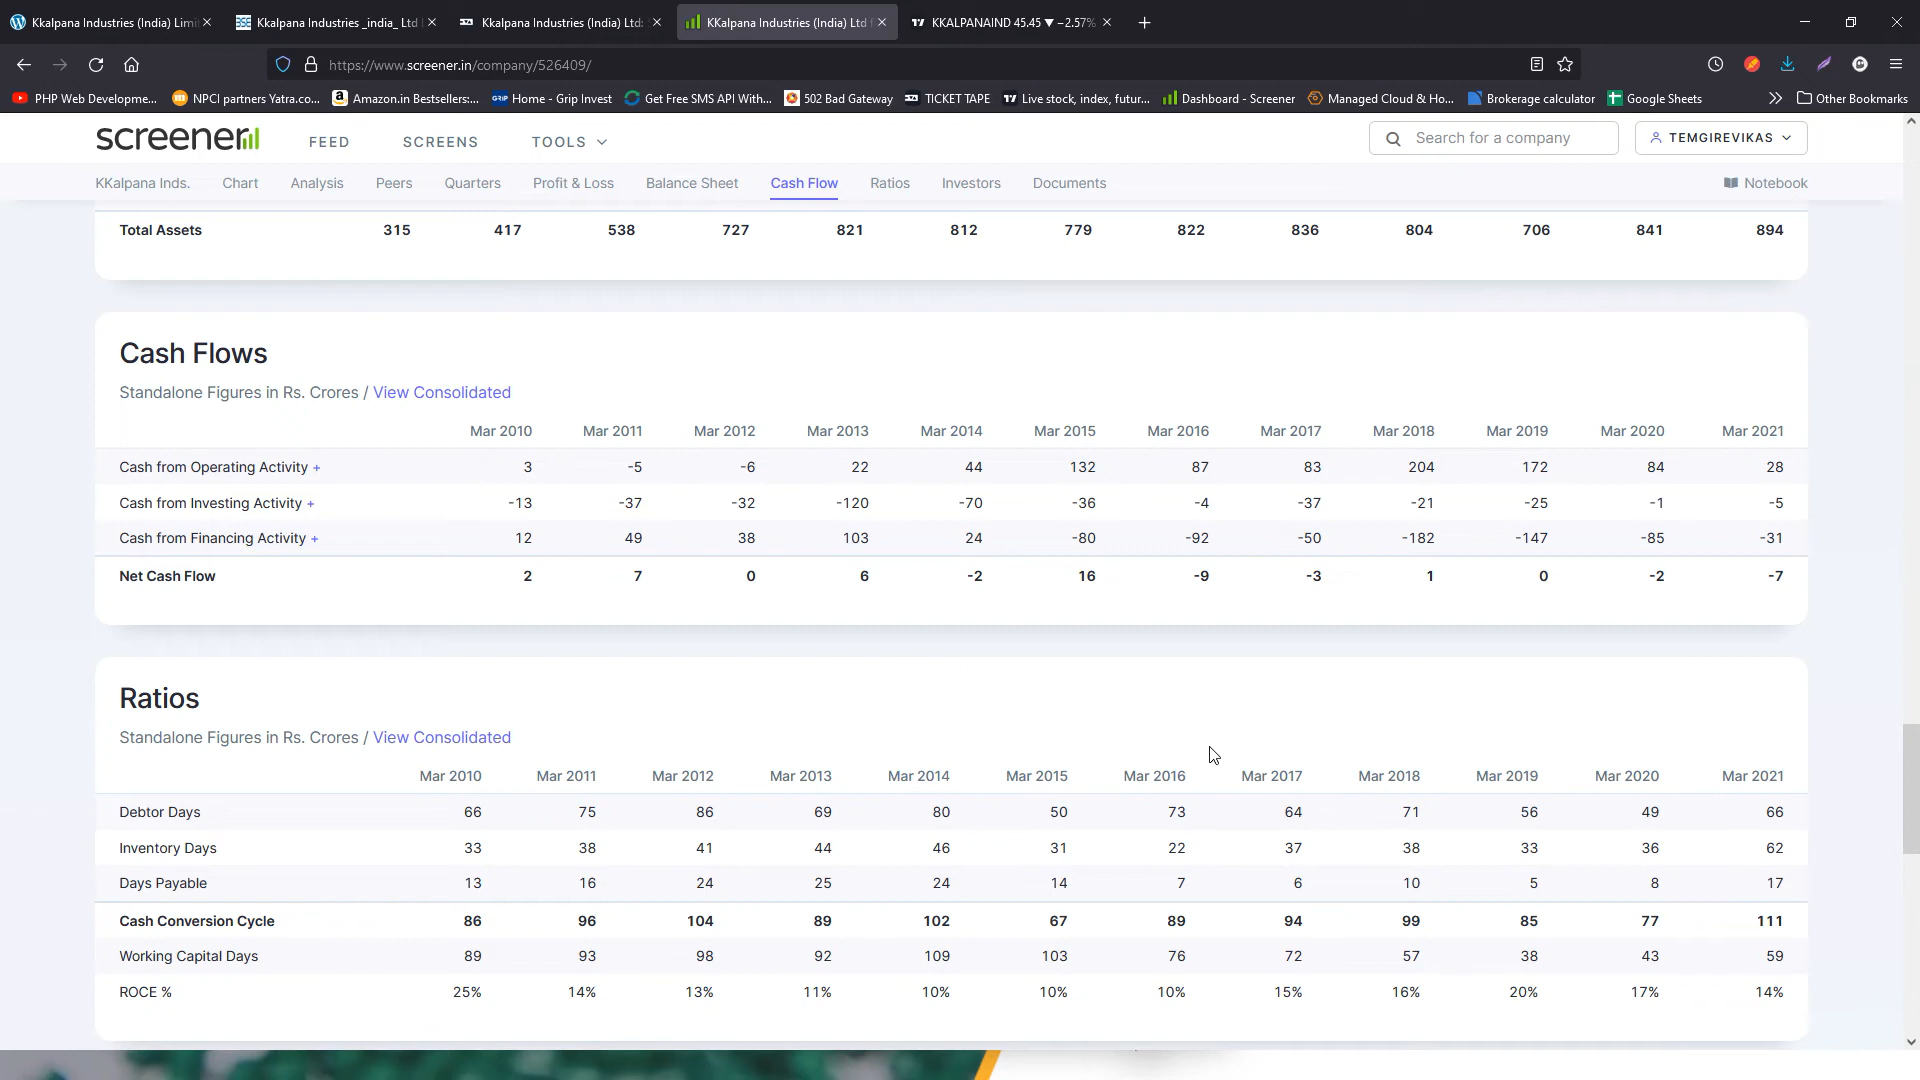 Kkalpana Industries (India) Limi
Kkalpana Industries _india_ Ltd
Kkalpana Industries (India) Ltd:
KKalpana Industries (India) Ltd
KKALPANAIND 45.45 ▼ −2.57%
https://www.screener.in/company/526409/
PHP Web Developme...
NPCI partners Yatra.co...
Amazon.in Bestsellers:...
GRIP Home - Grip Invest
Get Free SMS API With...
502 Bad Gateway
TICKET TAPE
Live stock, index, futur...
Dashboard - Screener
Managed Cloud & Ho...
Brokerage calculator
Google Sheets
Other Bookmarks
screener
FEED SCREENS TOOLS
Search for a company
TEMGIREVIKAS
KKalpana Inds. Chart Analysis Peers Quarters Profit & Loss Balance Sheet Cash Flow Ratios Investors Documents Notebook
Total Assets 315 417 538 727 821 812 779 822 836 804 706 841 894
Cash Flows
Standalone Figures in Rs. Crores / View Consolidated
Mar 2010 Mar 2011 Mar 2012 Mar 2013 Mar 2014 Mar 2015 Mar 2016 Mar 2017 Mar 2018 Mar 2019 Mar 2020 Mar 2021
Cash from Operating Activity + 3 -5 -6 22 44 132 87 83 204 172 84 28
Cash from Investing Activity + -13 -37 -32 -120 -70 -36 -4 -37 -21 -25 -1 -5
Cash from Financing Activity + 12 49 38 103 24 -80 -92 -50 -182 -147 -85 -31
Net Cash Flow 2 7 0 6 -2 16 -9 -3 1 0 -2 -7
Ratios
Standalone Figures in Rs. Crores / View Consolidated
Mar 2010 Mar 2011 Mar 2012 Mar 2013 Mar 2014 Mar 2015 Mar 2016 Mar 2017 Mar 2018 Mar 2019 Mar 2020 Mar 2021
Debtor Days 66 75 86 69 80 50 73 64 71 56 49 66
Inventory Days 33 38 41 44 46 31 22 37 38 33 36 62
Days Payable 13 16 24 25 24 14 7 6 10 5 8 17
Cash Conversion Cycle 86 96 104 89 102 67 89 94 99 85 77 111
Working Capital Days 89 93 98 92 109 103 76 72 57 38 43 59
ROCE % 25% 14% 13% 11% 10% 10% 10% 15% 16% 20% 17% 14%